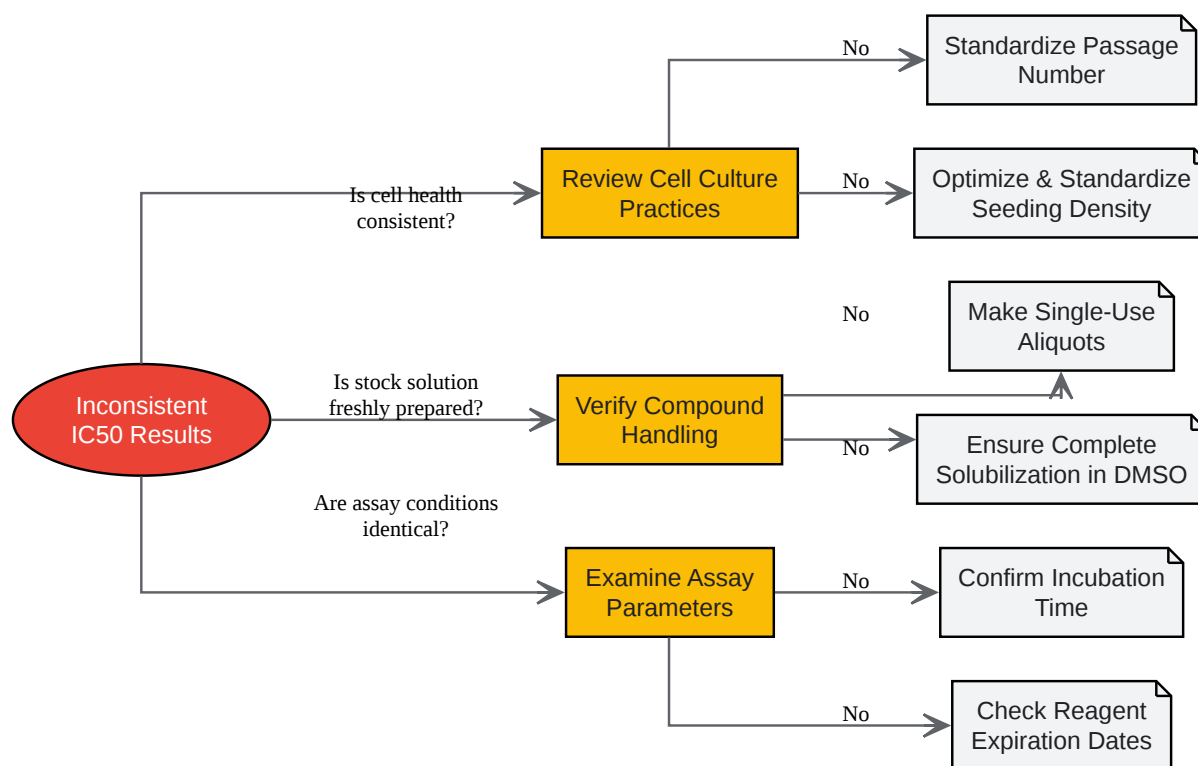 No
Standardize Passage
Number
Is cell health
consistent?
Review Cell Culture
Practices
No
Optimize & Standardize
Seeding Density
No
Make Single-Use
Aliquots
Inconsistent
IC50 Results
Is stock solution
freshly prepared?
Verify Compound
Handling
No
Ensure Complete
Solubilization in DMSO
Are assay conditions
identical?
Examine Assay
Parameters
No
Confirm Incubation
Time
No
Check Reagent
Expiration Dates